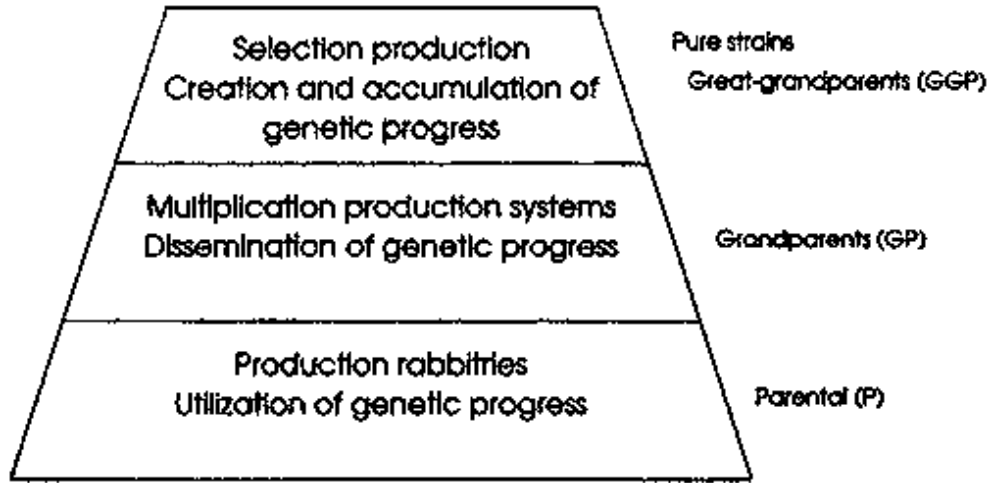 Selection production
Creation and accumulation of
genetic progress
Pure strains
Great-grandparents (GGP)
Multiplication production systems
Dissemination of genetic progress
Grandparents (GP)
Production rabbitries
Utilization of genetic progress
Parental (P)